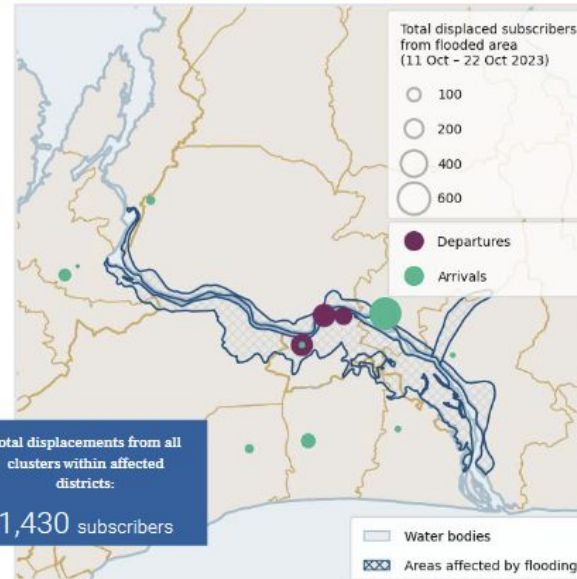 Total displaced subscribers
from flooded area
(11 Oct – 22 Oct 2023)
100
200
400
600
Departures
Arrivals
otal displacements from all
clusters within affected
districts:
1,430 subscribers
Water bodies
Areas affected by flooding